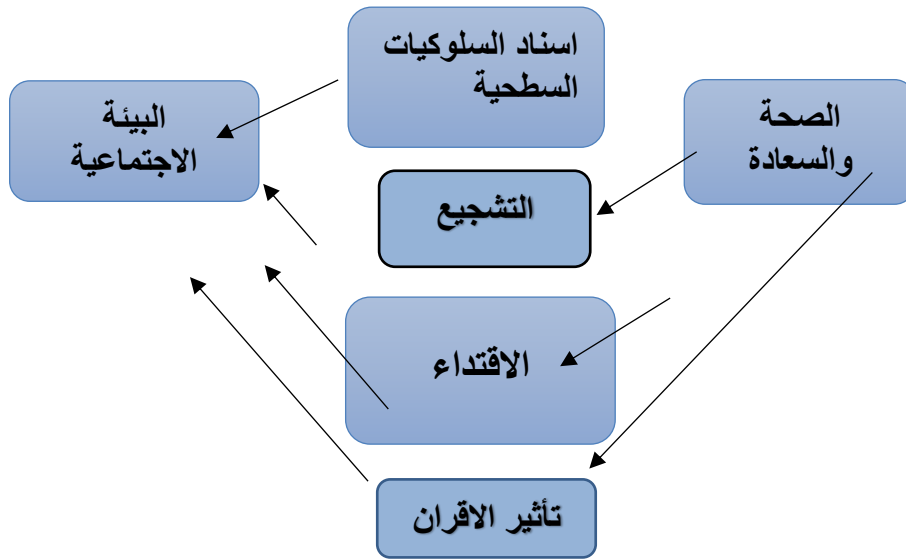 اسناد السلوكيات
السطحية
الصحة
والسعادة
البيئة
الاجتماعية
التشجيع
الاقتداء
تأثير الاقران